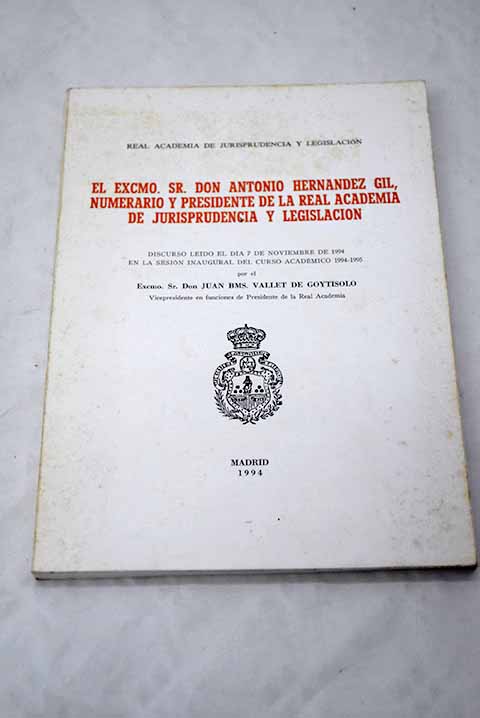 REAL ACADEMIA DE JURISPRUDENCIA Y LEGISLACIÓN
EL EXCMO. SR. DON ANTONIO HERNANDEZ GIL,
NUMERARIO Y PRESIDENTE DE LA REAL ACADEMIA
DE JURISPRUDENCIA Y LEGISLACION
DISCURSO LEIDO EL DIA 7 DE NOVIEMBRE DE 1994
EN LA SESIÓN INAUGURAL DEL CURSO ACADÉMICO 1994-1995
por el
Excmo. Sr. Don JUAN BMS. VALLET DE GOYTISOLO
Vicepresidente en funciones de Presidente de la Real Academia
MADRID
1994